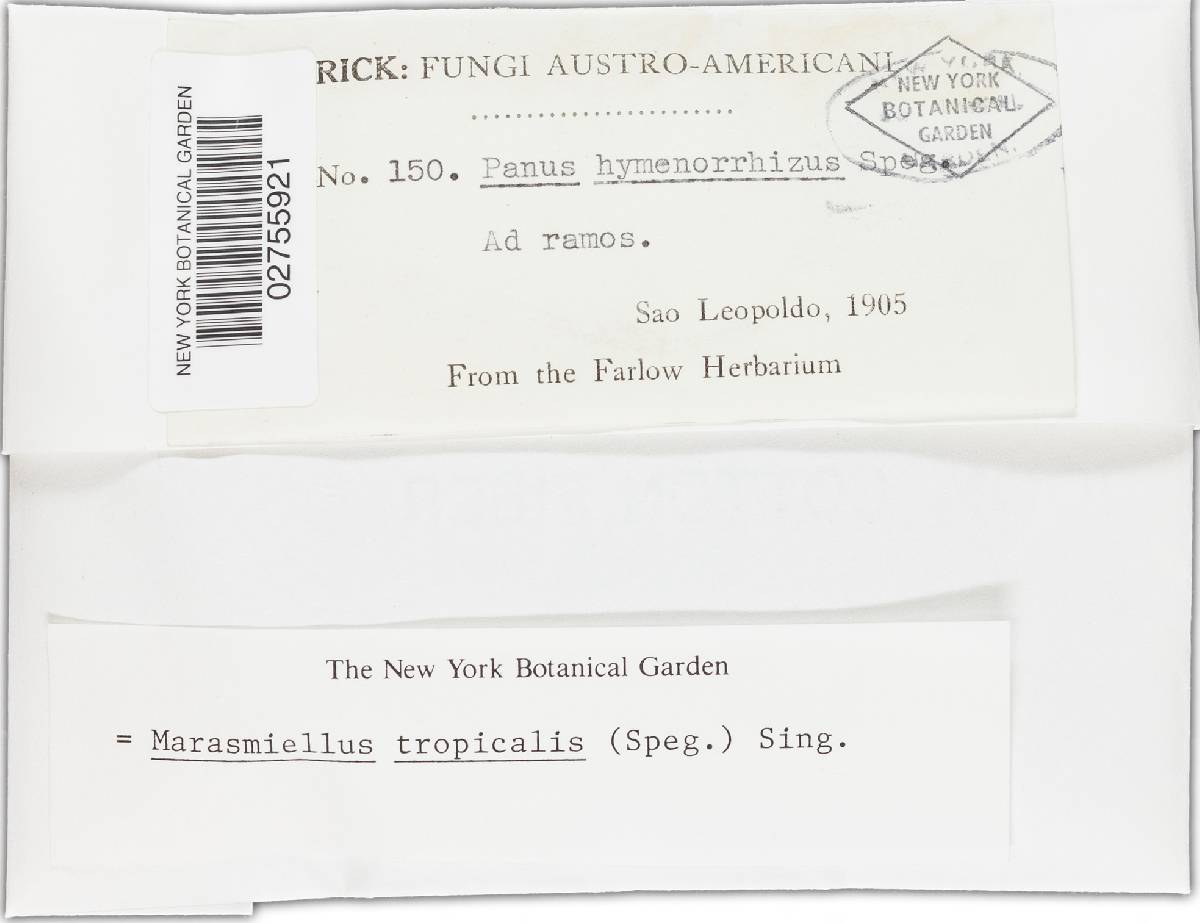 RICK: FUNGI AUSTRO-AMERICANI
NEW YORK
BOTANICAL
GARDEN
No. 150. Panus hymenorrhizus Speg.
Ad ramos.
Sao Leopoldo, 1905
From the Farlow Herbarium
NEW YORK BOTANICAL GARDEN
02755921
The New York Botanical Garden
= Marasmiellus tropicalis (Speg.) Sing.